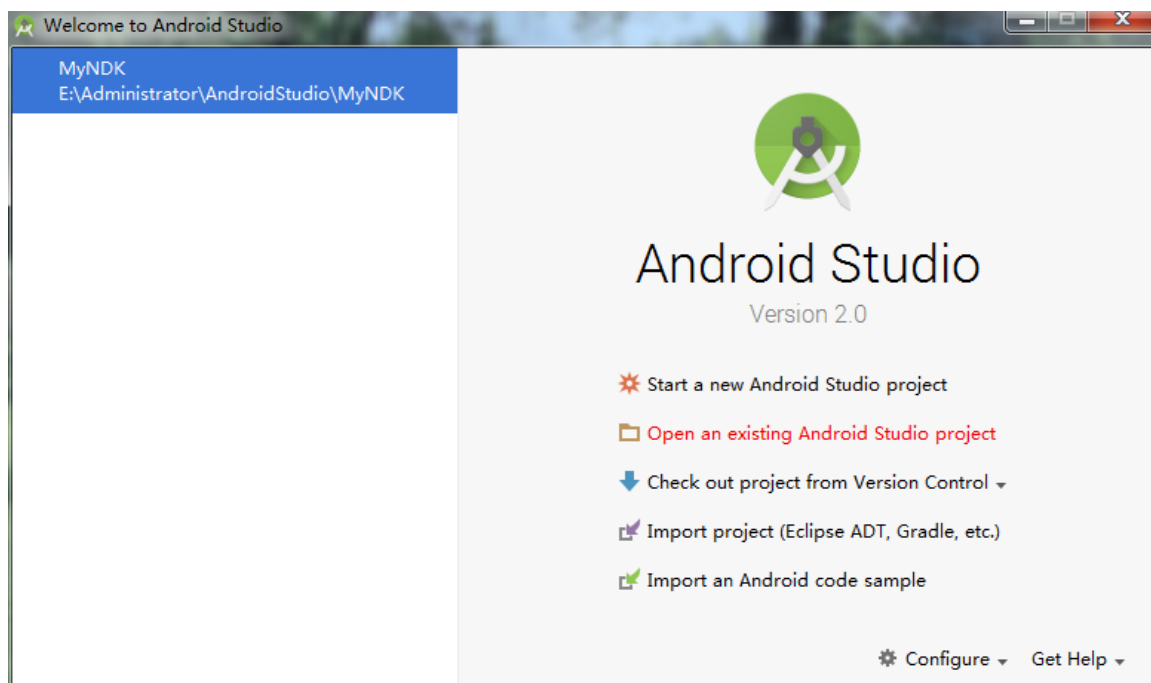 Welcome to Android Studio
MyNDK
E:\Administrator\AndroidStudio\MyNDK
Android Studio
Version 2.0
Start a new Android Studio project
Open an existing Android Studio project
Check out project from Version Control
Import project (Eclipse ADT, Gradle, etc.)
Import an Android code sample
Configure Get Help